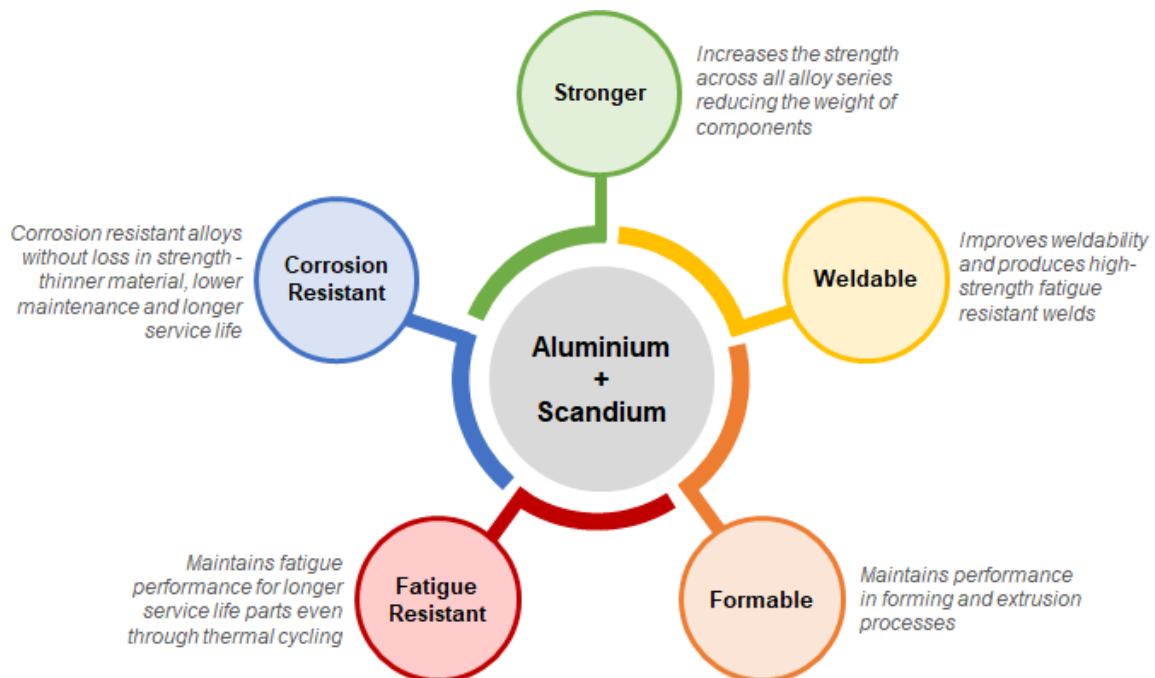 Stronger
Increases the strength
across all alloy series
reducing the weight of
components
Weldable
Improves weldability
and produces high-
strength fatigue
resistant welds
Formable
Maintains performance
in forming and extrusion
processes
Fatigue
Resistant
Maintains fatigue
performance for longer
service life parts even
through thermal cycling
Corrosion
Resistant
Corrosion resistant alloys
without loss in strength -
thinner material, lower
maintenance and longer
service life
Aluminium
+
Scandium